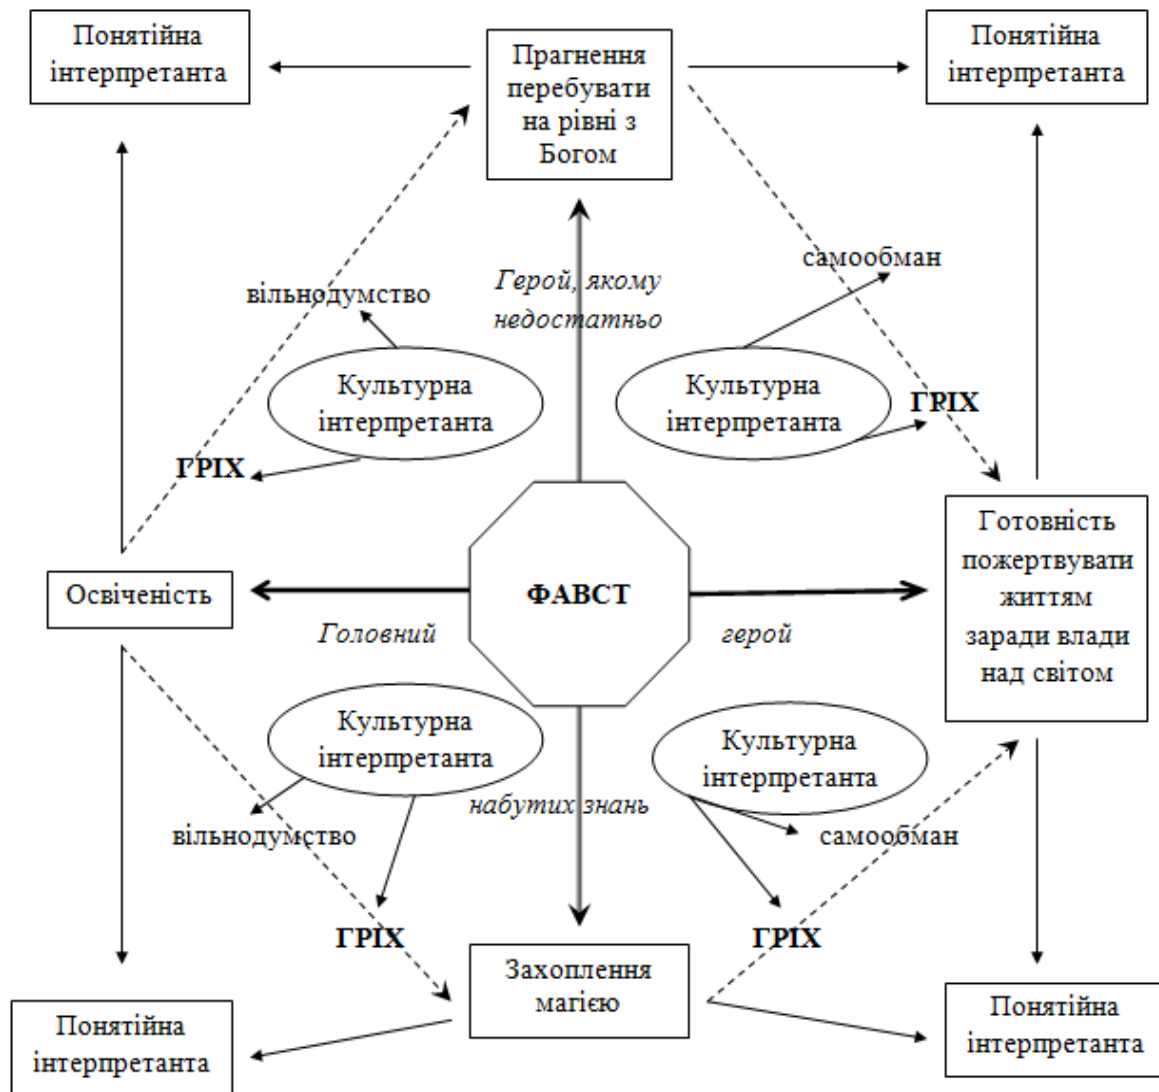 Понятійна
інтерпретанта
Прагнення
перебувати
на рівні з
Богом
Понятійна
інтерпретанта
вільнодумство
Герой, якому
недостатньо
самообман
Культурна
інтерпретанта
Культурна
інтерпретанта
ГРІХ
ГРІХ
Освіченість
ФАВСТ
Готовність
пожертвувати
життям
заради влади
над світом
Головний
герой
Культурна
інтерпретанта
Культурна
інтерпретанта
набутих знань
вільнодумство
самообман
ГРІХ
ГРІХ
Захоплення
магією
Понятійна
інтерпретанта
Понятійна
інтерпретанта